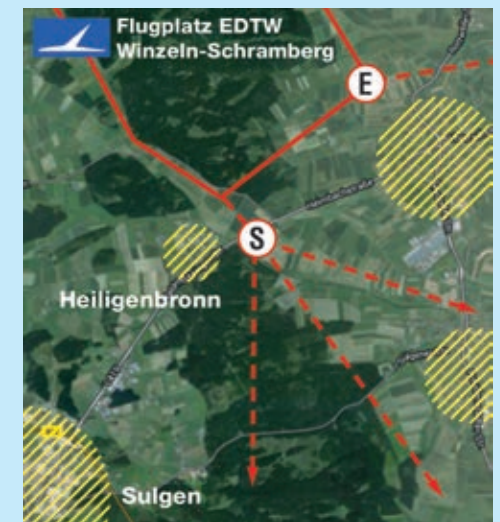 Flugplatz EDTW
Winzeln-Schramberg
E
S
Heiligenbronn
Sulgen